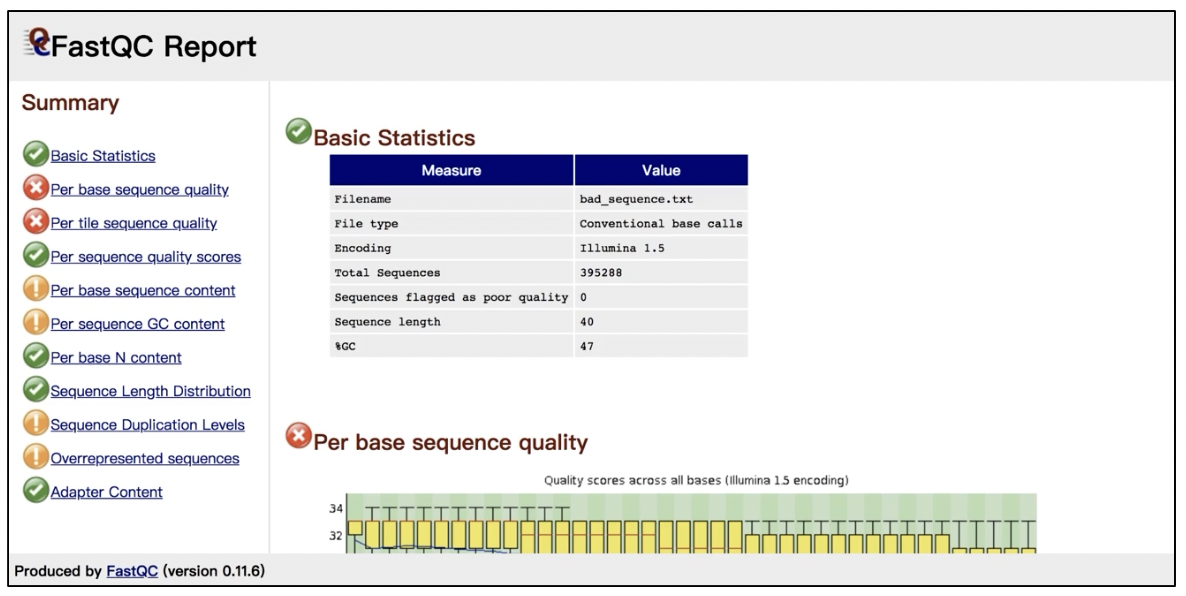 FastQC Report
Summary
Basic Statistics
Per base sequence quality
Per tile sequence quality
Per sequence quality scores
Per base sequence content
Per sequence GC content
Per base N content
Sequence Length Distribution
Sequence Duplication Levels
Overrepresented sequences
Adapter Content
Basic Statistics
Measure Value
Filename bad_sequence.txt
File type Conventional base calls
Encoding Illumina 1.5
Total Sequences 395288
Sequences flagged as poor quality 0
Sequence length 40
%GC 47
Per base sequence quality
Quality scores across all bases (Illumina 1.5 encoding)
34
32
Produced by FastQC (version 0.11.6)